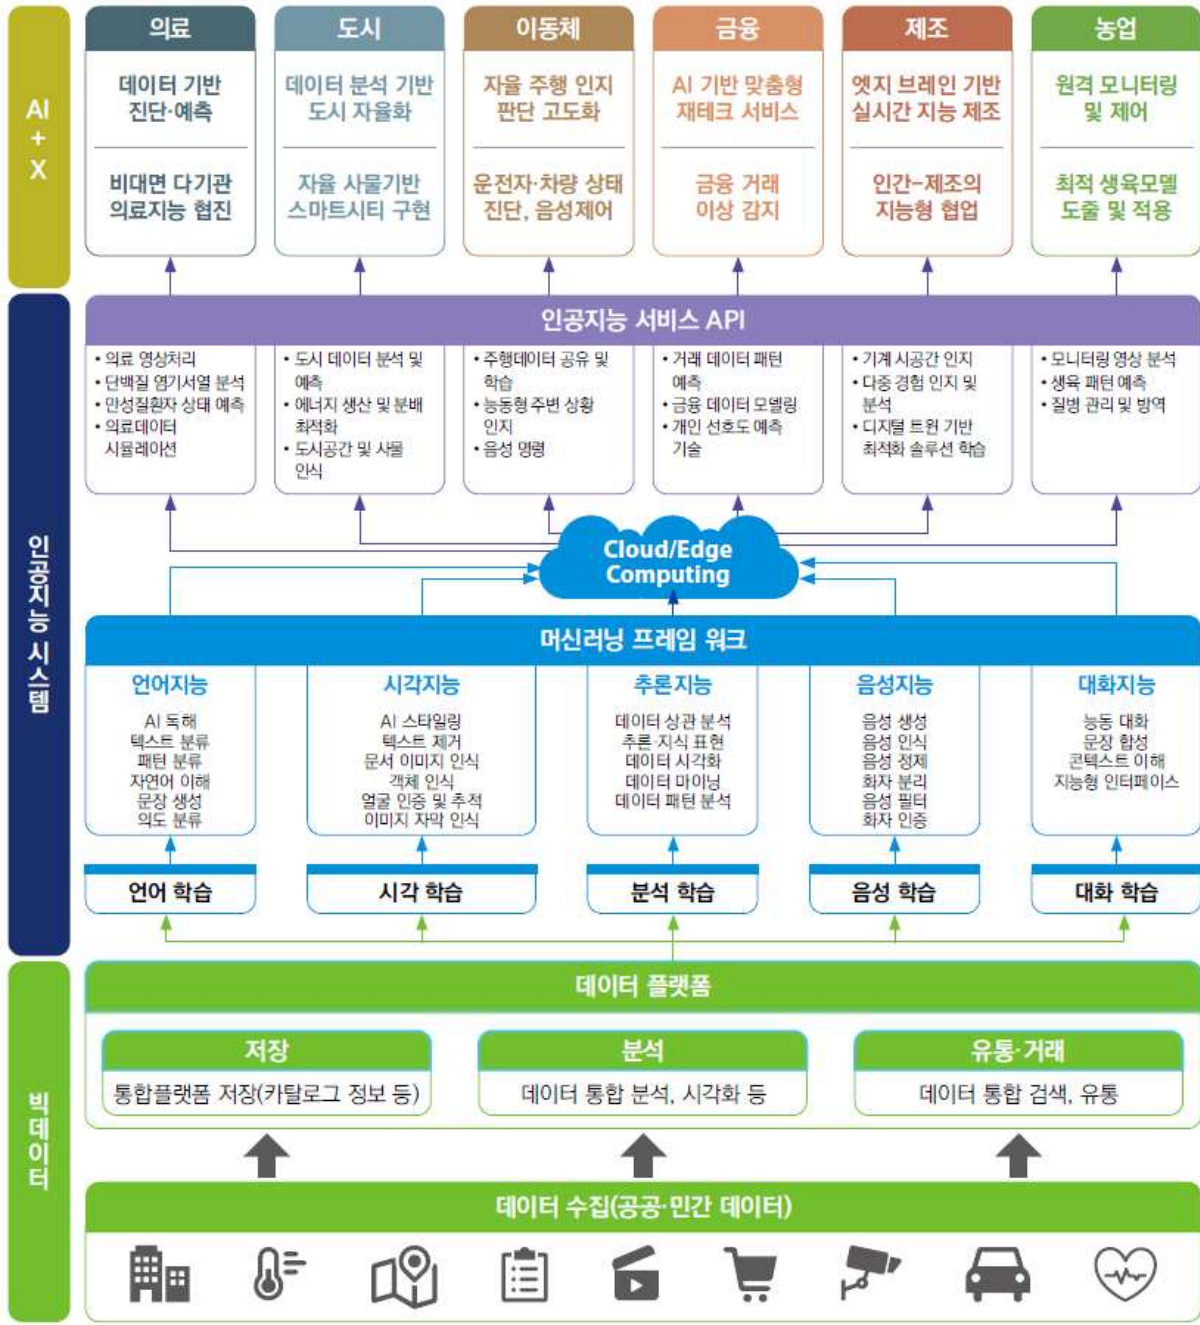 AI
+
X
의료
데이터 기반
진단·예측
비대면 다기관
의료지능 협진
도시
데이터 분석 기반
도시 자율화
자율 사물기반
스마트시티 구현
이동체
자율 주행 인지
판단 고도화
운전자·차량 상태
진단, 음성제어
금융
AI 기반 맞춤형
재테크 서비스
금융 거래
이상 감지
제조
엣지 브레인 기반
실시간 지능 제조
인간-제조의
지능형 협업
농업
원격 모니터링
및 제어
최적 생육모델
도출 및 적용
인공지능 시스템
인공지능 서비스 API
• 의료 영상처리
• 단백질 염기서열 분석
• 만성질환자 상태 예측
• 의료데이터
시뮬레이션
• 도시 데이터 분석 및
예측
• 에너지 생산 및 분배
최적화
• 도시공간 및 사물
인식
• 주행데이터 공유 및
학습
• 능동형 주변 상황
인지
• 음성 명령
• 거래 데이터 패턴
예측
• 금융 데이터 모델링
• 개인 선호도 예측
기술
• 기계 시공간 인지
• 다중 경험 인지 및
분석
• 디지털 트윈 기반
최적화 솔루션 학습
• 모니터링 영상 분석
• 생육 패턴 예측
• 질병 관리 및 방역
Cloud/Edge
Computing
머신러닝 프레임 워크
언어지능
AI 독해
텍스트 분류
패턴 분류
자연어 이해
문장 생성
의도 분류
시각지능
AI 스타일링
텍스트 제거
문서 이미지 인식
객체 인식
얼굴 인증 및 추적
이미지 자막 인식
추론지능
데이터 상관 분석
추론·지식 표현
데이터 시각화
데이터 마이닝
데이터 패턴 분석
음성지능
음성 생성
음성 인식
음성 정제
화자 분리
음성 필터
화자 인증
대화지능
능동 대화
문장 합성
콘텍스트 이해
지능형 인터페이스
언어 학습
시각 학습
분석 학습
음성 학습
대화 학습
빅데이터
데이터 플랫폼
저장
통합플랫폼 저장(카탈로그 정보 등)
분석
데이터 통합 분석, 시각화 등
유통·거래
데이터 통합 검색, 유통
데이터 수집(공공·민간 데이터)